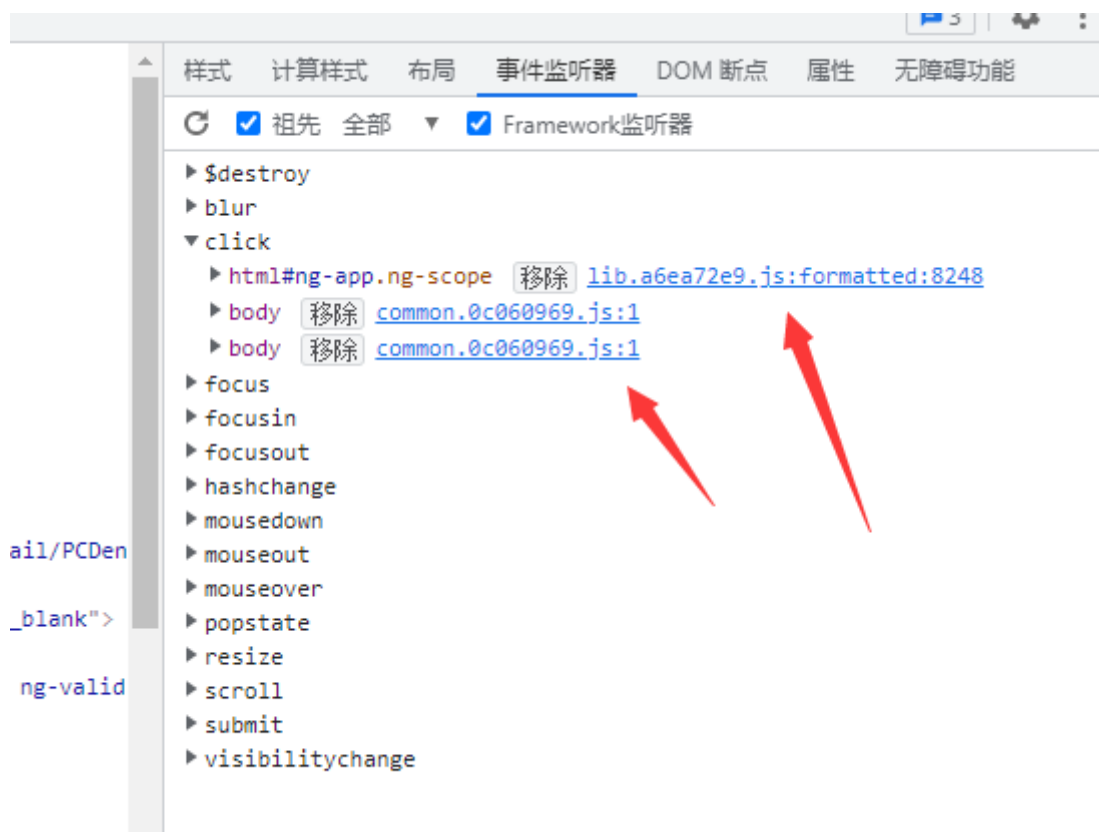 3
样式 计算样式 布局 事件监听器 DOM 断点 属性 无障碍功能
祖先 全部 ▼ Framework监听器
$destroy
blur
click
html#ng-app.ng-scope 移除 lib.a6ea72e9.js:formatted:8248
body 移除 common.0c060969.js:1
body 移除 common.0c060969.js:1
focus
focusin
focusout
hashchange
mousedown
ail/PCDen
mouseout
mouseover
_blank">
popstate
resize
ng-valid
scroll
submit
visibilitychange